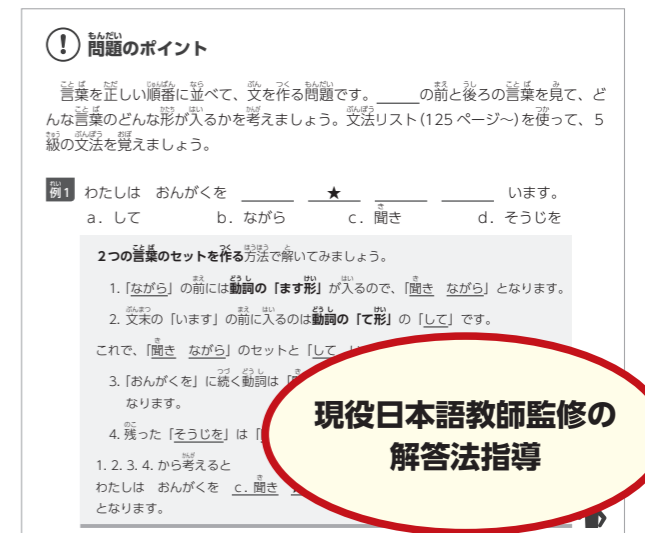 ! 問題のポイント
言葉を正しい順番に並べて、文を作る問題です。_____の前と後ろの言葉を見て、ど
んな言葉のどんな形が入るかを考えましょう。文法リスト(125 ページ～)を使って、5
級の文法を覚えましょう。
例1 わたしは おんがくを ______ ___★___ ______ ______ います。
a. して b. ながら c. 聞き d. そうじを
2つの言葉のセットを作る方法で解いてみましょう。
1.「ながら」の前には動詞の「ます形」が入るので、「聞き ながら」となります。
2. 文末の「います」の前に入るのは動詞の「て形」の「して」です。
これで、「聞き ながら」のセットと「して
3.「おんがくを」に続く動詞は「
なります。
4. 残った「そうじを」は「
1. 2. 3. 4. から考えると
わたしは おんがくを c. 聞き
となります。
現役日本語教師監修の
解答法指導